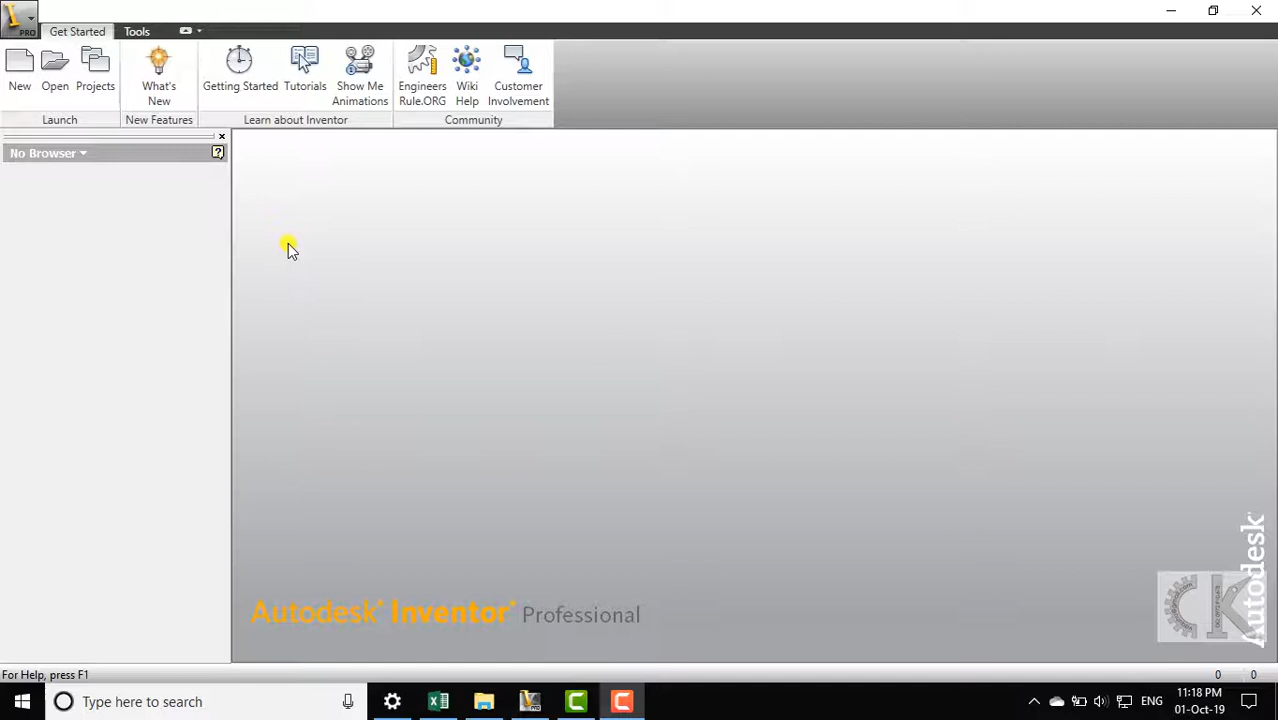 PRO
Get Started Tools
New Open Projects What's New Getting Started Tutorials Show Me Animations Engineers Rule.ORG Wiki Help Customer Involvement
Launch New Features Learn about Inventor Community
No Browser
Autodesk® Inventor® Professional
Autodesk®
CK
For Help, press F1 0 0
Type here to search
ENG
11:18 PM
01-Oct-19